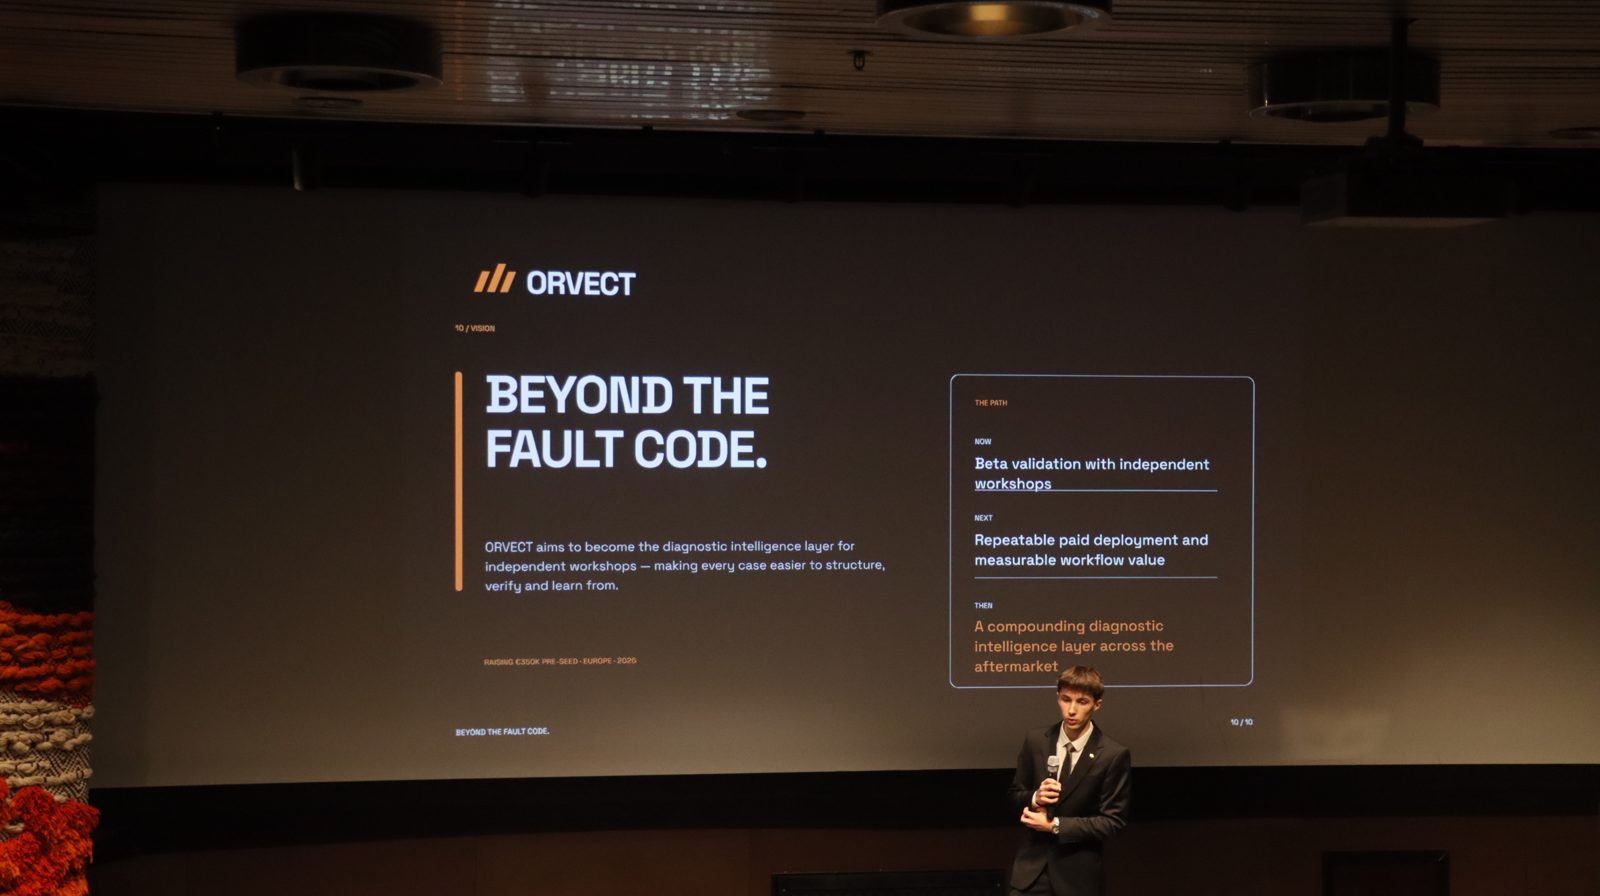 ORVECT
10 / VISION
BEYOND THE
FAULT CODE.
ORVECT aims to become the diagnostic intelligence layer for
independent workshops — making every case easier to structure,
verify and learn from.
RAISING €350K PRE-SEED · EUROPE · 2026
BEYOND THE FAULT CODE.
THE PATH
NOW
Beta validation with independent
workshops
NEXT
Repeatable paid deployment and
measurable workflow value
THEN
A compounding diagnostic
intelligence layer across the
aftermarket
10 / 10